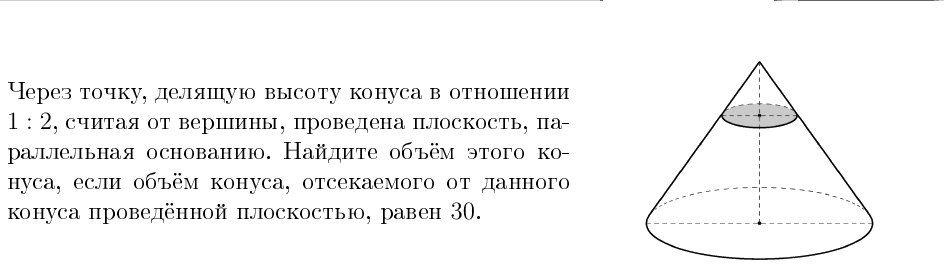 Через точку, делящую высоту конуса в отношении
1 : 2, считая от вершины, проведена плоскость, па-
раллельная основанию. Найдите объём этого ко-
нуса, если объём конуса, отсекаемого от данного
конуса проведённой плоскостью, равен 30.